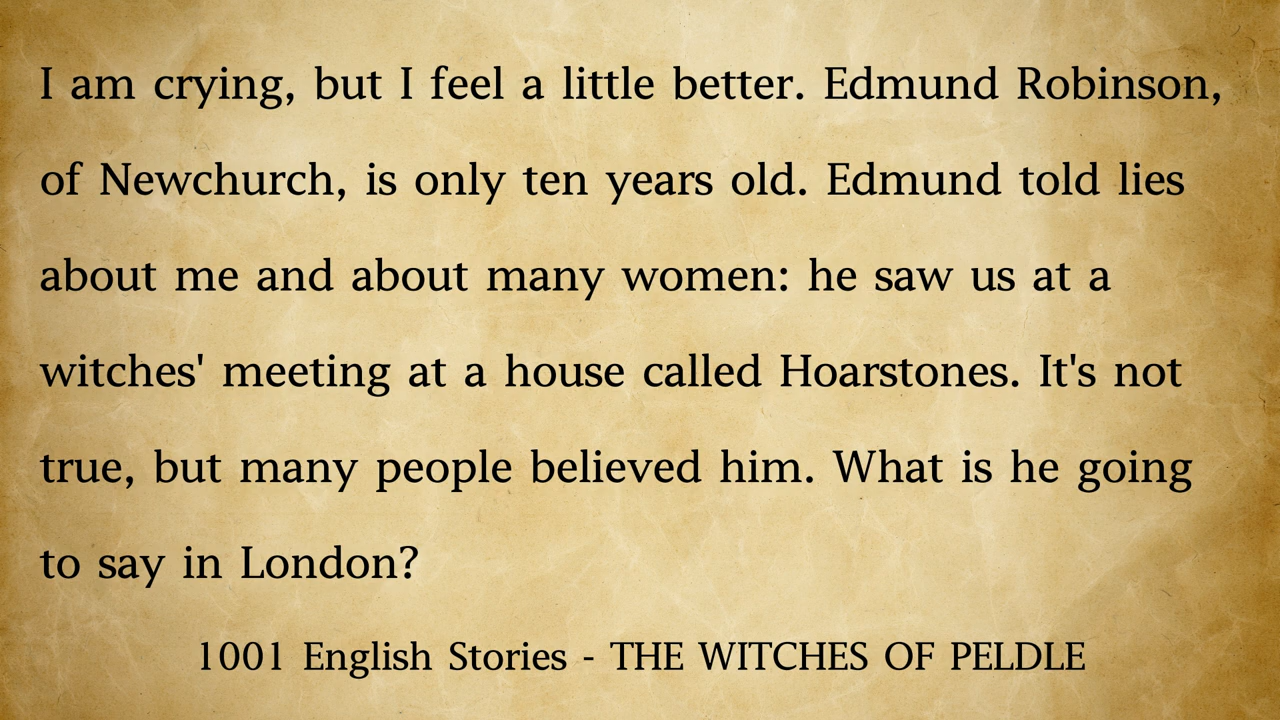 I am crying, but I feel a little better. Edmund Robinson,
of Newchurch, is only ten years old. Edmund told lies
about me and about many women: he saw us at a
witches' meeting at a house called Hoarstones. It's not
true, but many people believed him. What is he going
to say in London?
1001 English Stories - THE WITCHES OF PELDLE